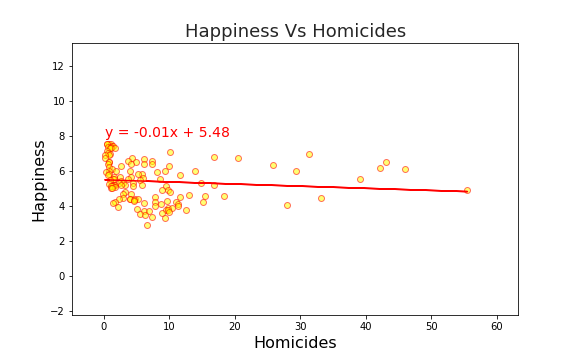 Happiness Vs Homicides
12
10
8
6
4
2
0
−2
y = -0.01x + 5.48
Happiness
0 10 20 30 40 50 60
Homicides